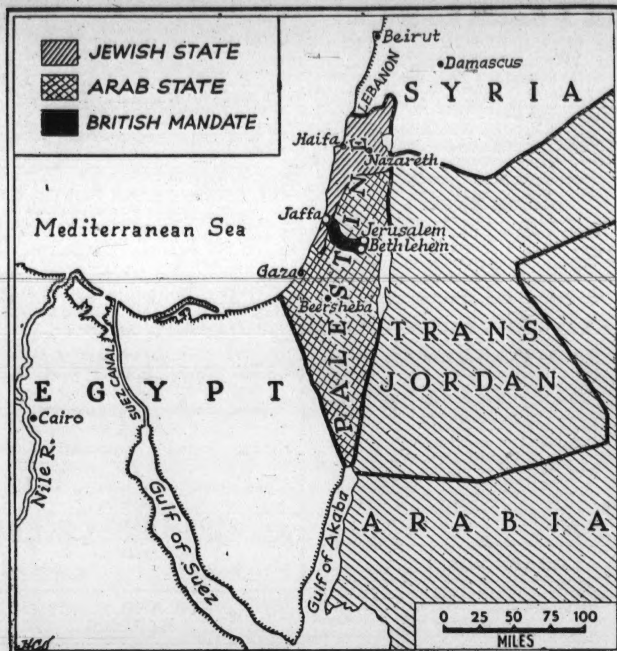 JEWISH STATE
ARAB STATE
BRITISH MANDATE
Beirut
LEBANON
Damascus
SYRIA
Haifa
Nazareth
Mediterranean Sea
Jaffa
Jerusalem
Bethlehem
Gaza
Beersheba
PALESTINE
TRANS
JORDAN
EGYPT
SUEZ CANAL
Cairo
Nile R.
Gulf of Suez
Gulf of Akaba
ARABIA
0 25 50 75 100
MILES